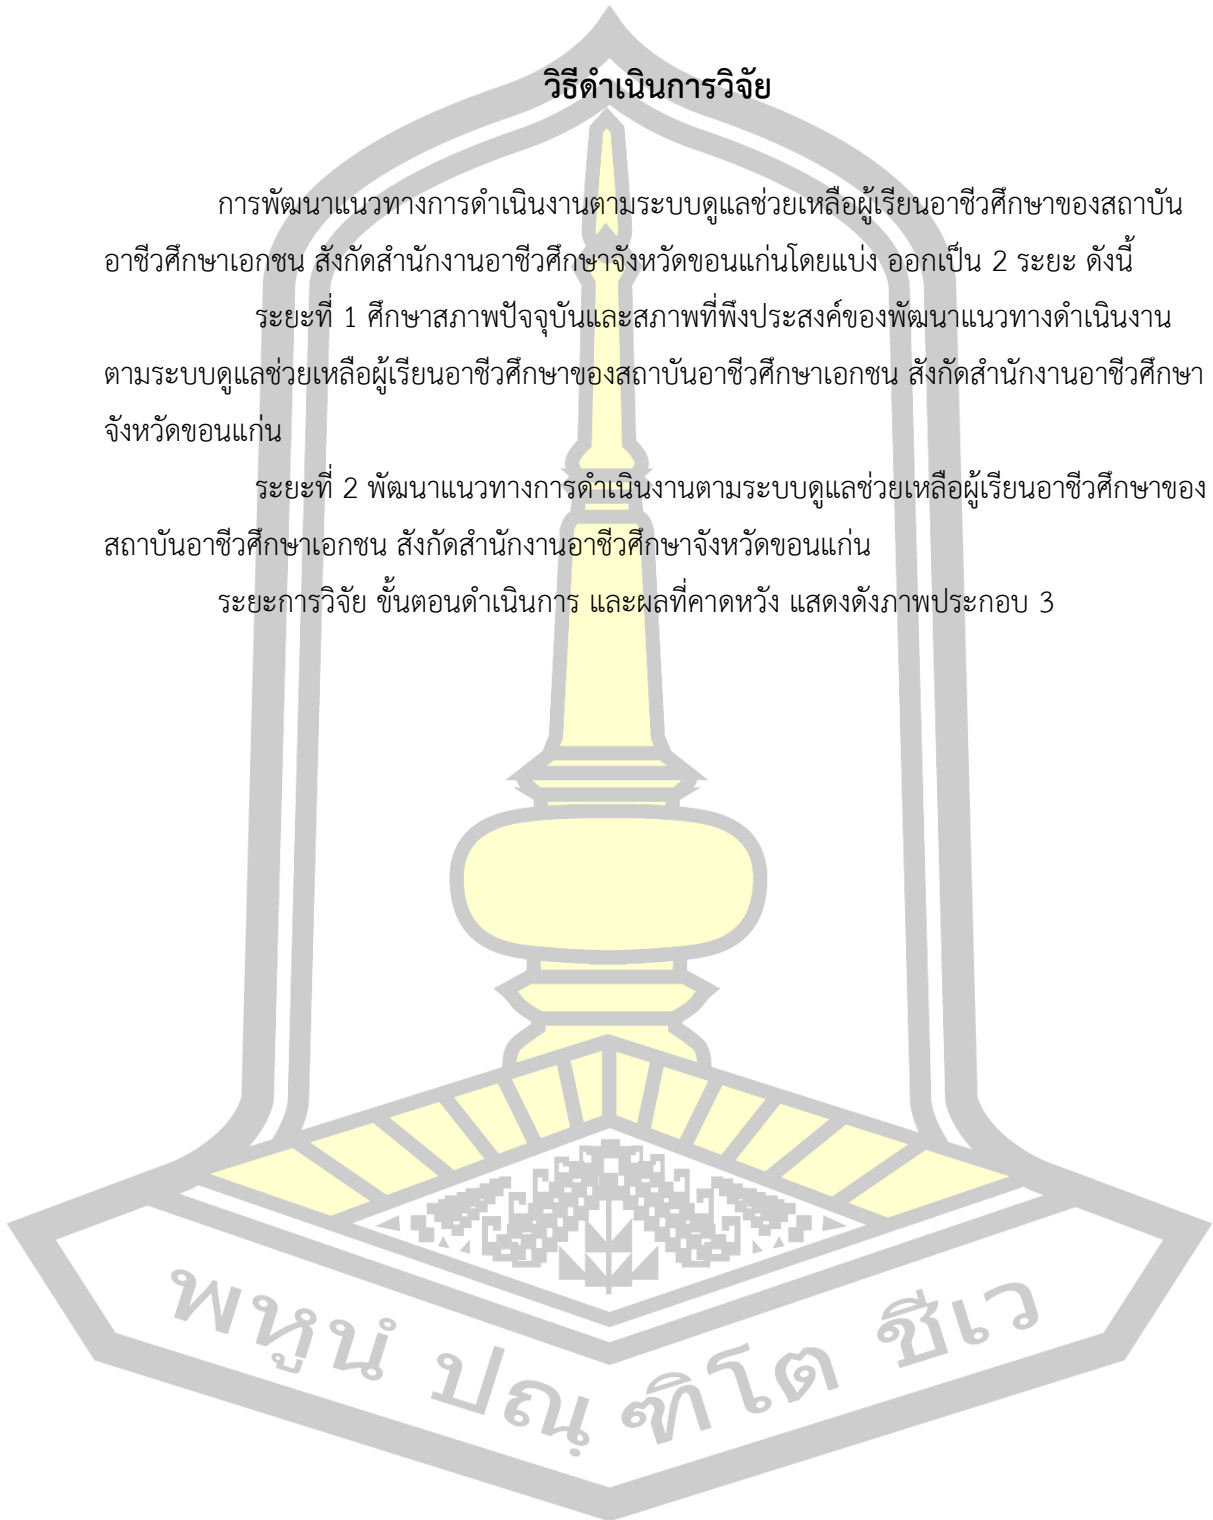 วิธีดำเนินการวิจัย
การพัฒนาแนวทางการดำเนินงานตามระบบดูแลช่วยเหลือผู้เรียนอาชีวศึกษาของสถาบัน
อาชีวศึกษาเอกชน สังกัดสำนักงานอาชีวศึกษาจังหวัดขอนแก่นโดยแบ่ง ออกเป็น 2 ระยะ ดังนี้
ระยะที่ 1 ศึกษาสภาพปัจจุบันและสภาพที่พึงประสงค์ของพัฒนาแนวทางดำเนินงาน
ตามระบบดูแลช่วยเหลือผู้เรียนอาชีวศึกษาของสถาบันอาชีวศึกษาเอกชน สังกัดสำนักงานอาชีวศึกษา
จังหวัดขอนแก่น
ระยะที่ 2 พัฒนาแนวทางการดำเนินงานตามระบบดูแลช่วยเหลือผู้เรียนอาชีวศึกษาของ
สถาบันอาชีวศึกษาเอกชน สังกัดสำนักงานอาชีวศึกษาจังหวัดขอนแก่น
ระยะการวิจัย ขั้นตอนดำเนินการ และผลที่คาดหวัง แสดงดังภาพประกอบ 3
พหูนํ ปณฺ ฑิโต ชีเว